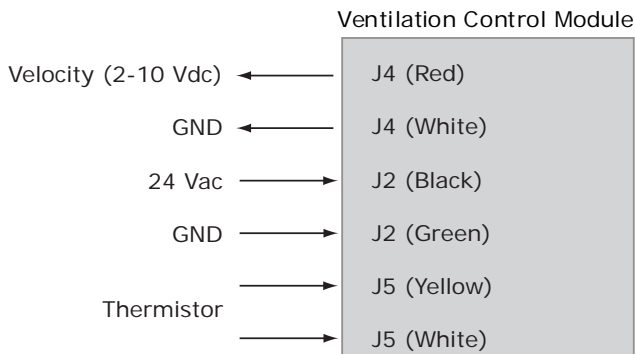 Ventilation Control Module
Velocity (2-10 Vdc) J4 (Red)
GND J4 (White)
24 Vac J2 (Black)
GND J2 (Green)
J5 (Yellow)
Thermistor
J5 (White)